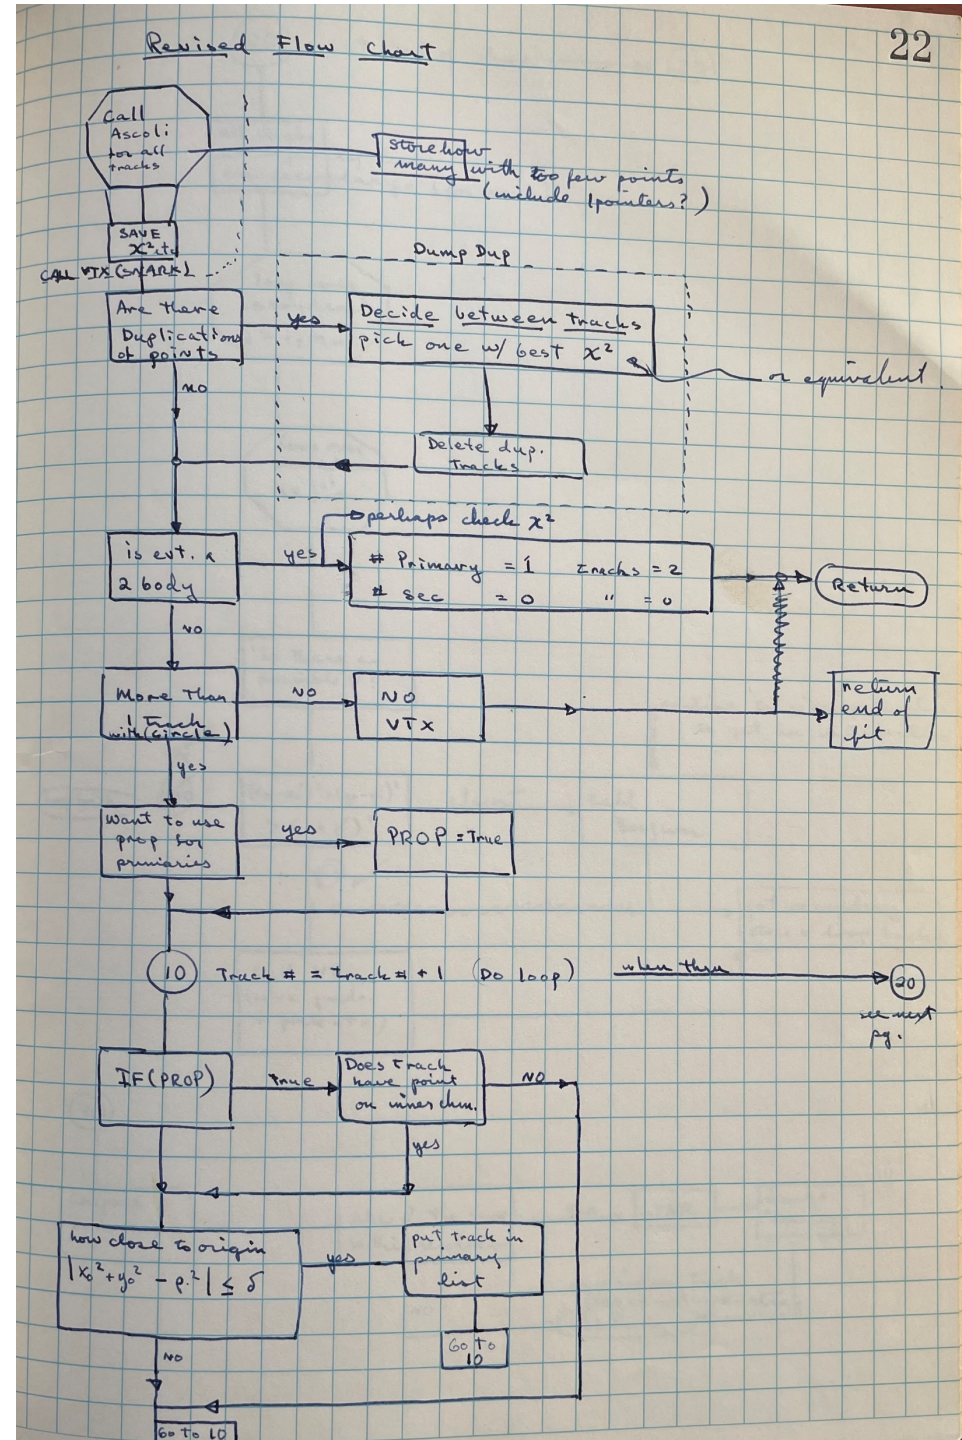 Revised Flow Chart
22
Call
Ascoli
for all
tracks
store how
many with too few points
(include pointers?)
SAVE
χ² etc
CALL VTX (SNARK)
Dump Dup
Are there
Duplications
of points
yes
Decide between tracks
pick one w/ best χ²
or equivalent.
no
Delete dup.
Tracks
perhaps check χ²
is evt. a
2 body
yes
# Primary = 1 tracks = 2
# sec = 0 " = 0
Return
NO
More Than
1 Track
with (circle)
NO
NO
VTX
return
end of
fit
yes
Want to use
prop for
primaries
yes
PROP = True
10
Track # = track # + 1 (Do loop)
when thru
20
see next
pg.
IF (PROP)
True
Does Track
have point
on inner chm.
NO
yes
how close to origin
|x₀² + y₀² - ρ.²| ≤ δ
yes
put track in
primary
list
GO TO
10
NO
GO TO 10